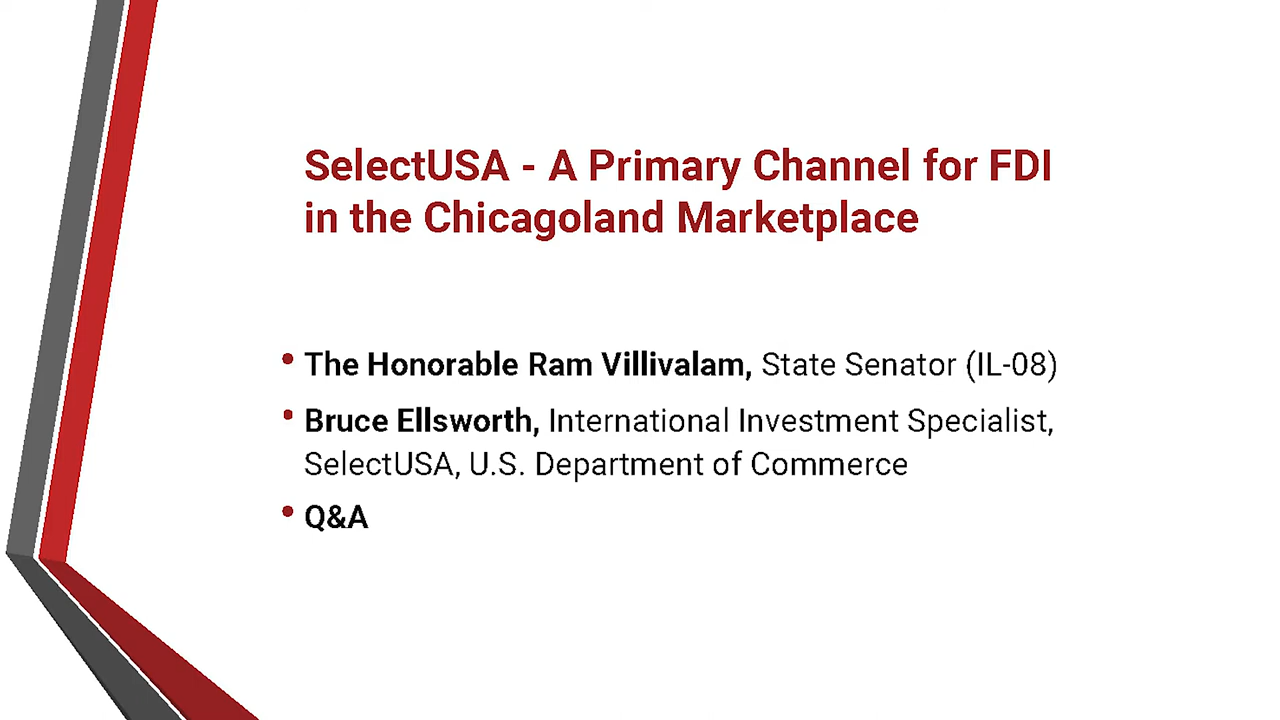 SelectUSA - A Primary Channel for FDI
in the Chicagoland Marketplace
• The Honorable Ram Villivalam, State Senator (IL-08)
• Bruce Ellsworth, International Investment Specialist,
SelectUSA, U.S. Department of Commerce
• Q&A